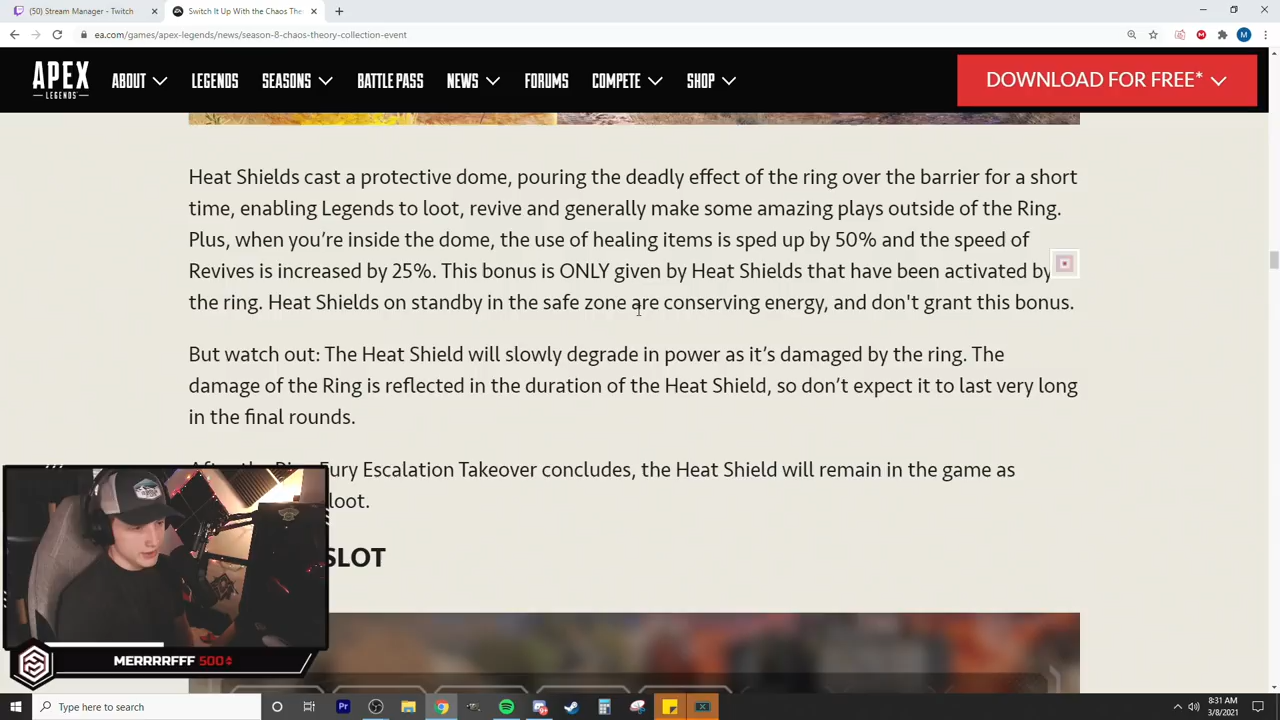 (50) Stream Manager - Twitch
Switch It Up With the Chaos The
ea.com/games/apex-legends/news/season-8-chaos-theory-collection-event
M
APEX
LEGENDS
ABOUT
LEGENDS
SEASONS
BATTLE PASS
NEWS
FORUMS
COMPETE
SHOP
DOWNLOAD FOR FREE*
Heat Shields cast a protective dome, pouring the deadly effect of the ring over the barrier for a short
time, enabling Legends to loot, revive and generally make some amazing plays outside of the Ring.
Plus, when you’re inside the dome, the use of healing items is sped up by 50% and the speed of
Revives is increased by 25%. This bonus is ONLY given by Heat Shields that have been activated by
the ring. Heat Shields on standby in the safe zone are conserving energy, and don't grant this bonus.
But watch out: The Heat Shield will slowly degrade in power as it’s damaged by the ring. The
damage of the Ring is reflected in the duration of the Heat Shield, so don’t expect it to last very long
in the final rounds.
Fury Escalation Takeover concludes, the Heat Shield will remain in the game as
loot.
SLOT
MERRRRFFF 500
Type here to search
Pr
8:31 AM
3/8/2021